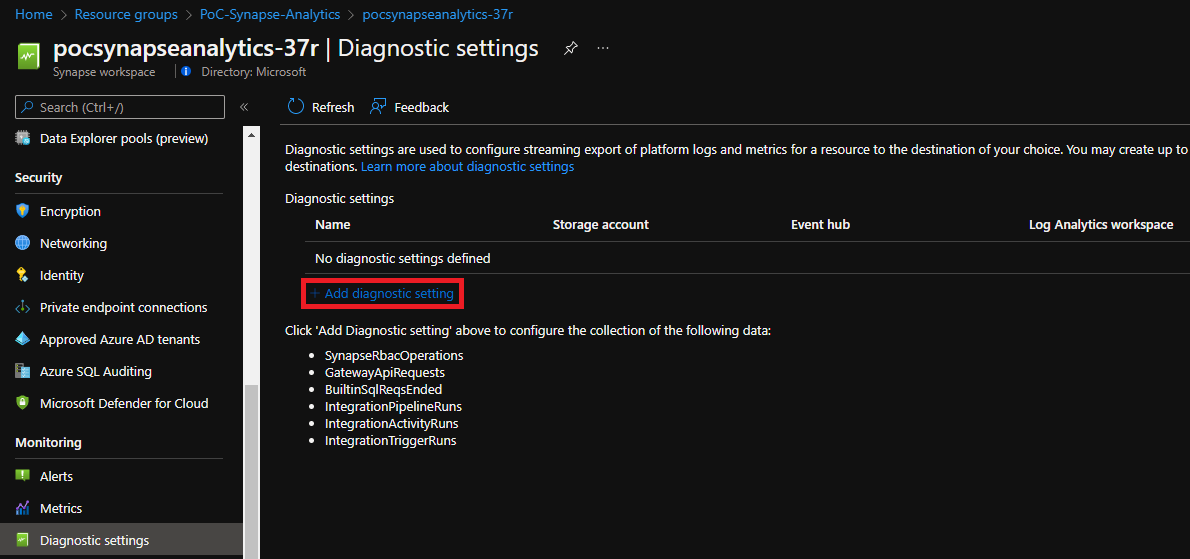 Home > Resource groups > PoC-Synapse-Analytics > pocsynapseanalytics-37r
pocsynapseanalytics-37r | Diagnostic settings ...
Synapse workspace | Directory: Microsoft
Search (Ctrl+/) «
Data Explorer pools (preview)
Security
Encryption
Networking
Identity
Private endpoint connections
Approved Azure AD tenants
Azure SQL Auditing
Microsoft Defender for Cloud
Monitoring
Alerts
Metrics
Diagnostic settings
Refresh Feedback
Diagnostic settings are used to configure streaming export of platform logs and metrics for a resource to the destination of your choice. You may create up to
destinations. Learn more about diagnostic settings
Diagnostic settings
Name Storage account Event hub Log Analytics workspace
No diagnostic settings defined
+ Add diagnostic setting
Click 'Add Diagnostic setting' above to configure the collection of the following data:
• SynapseRbacOperations
• GatewayApiRequests
• BuiltinSqlReqsEnded
• IntegrationPipelineRuns
• IntegrationActivityRuns
• IntegrationTriggerRuns